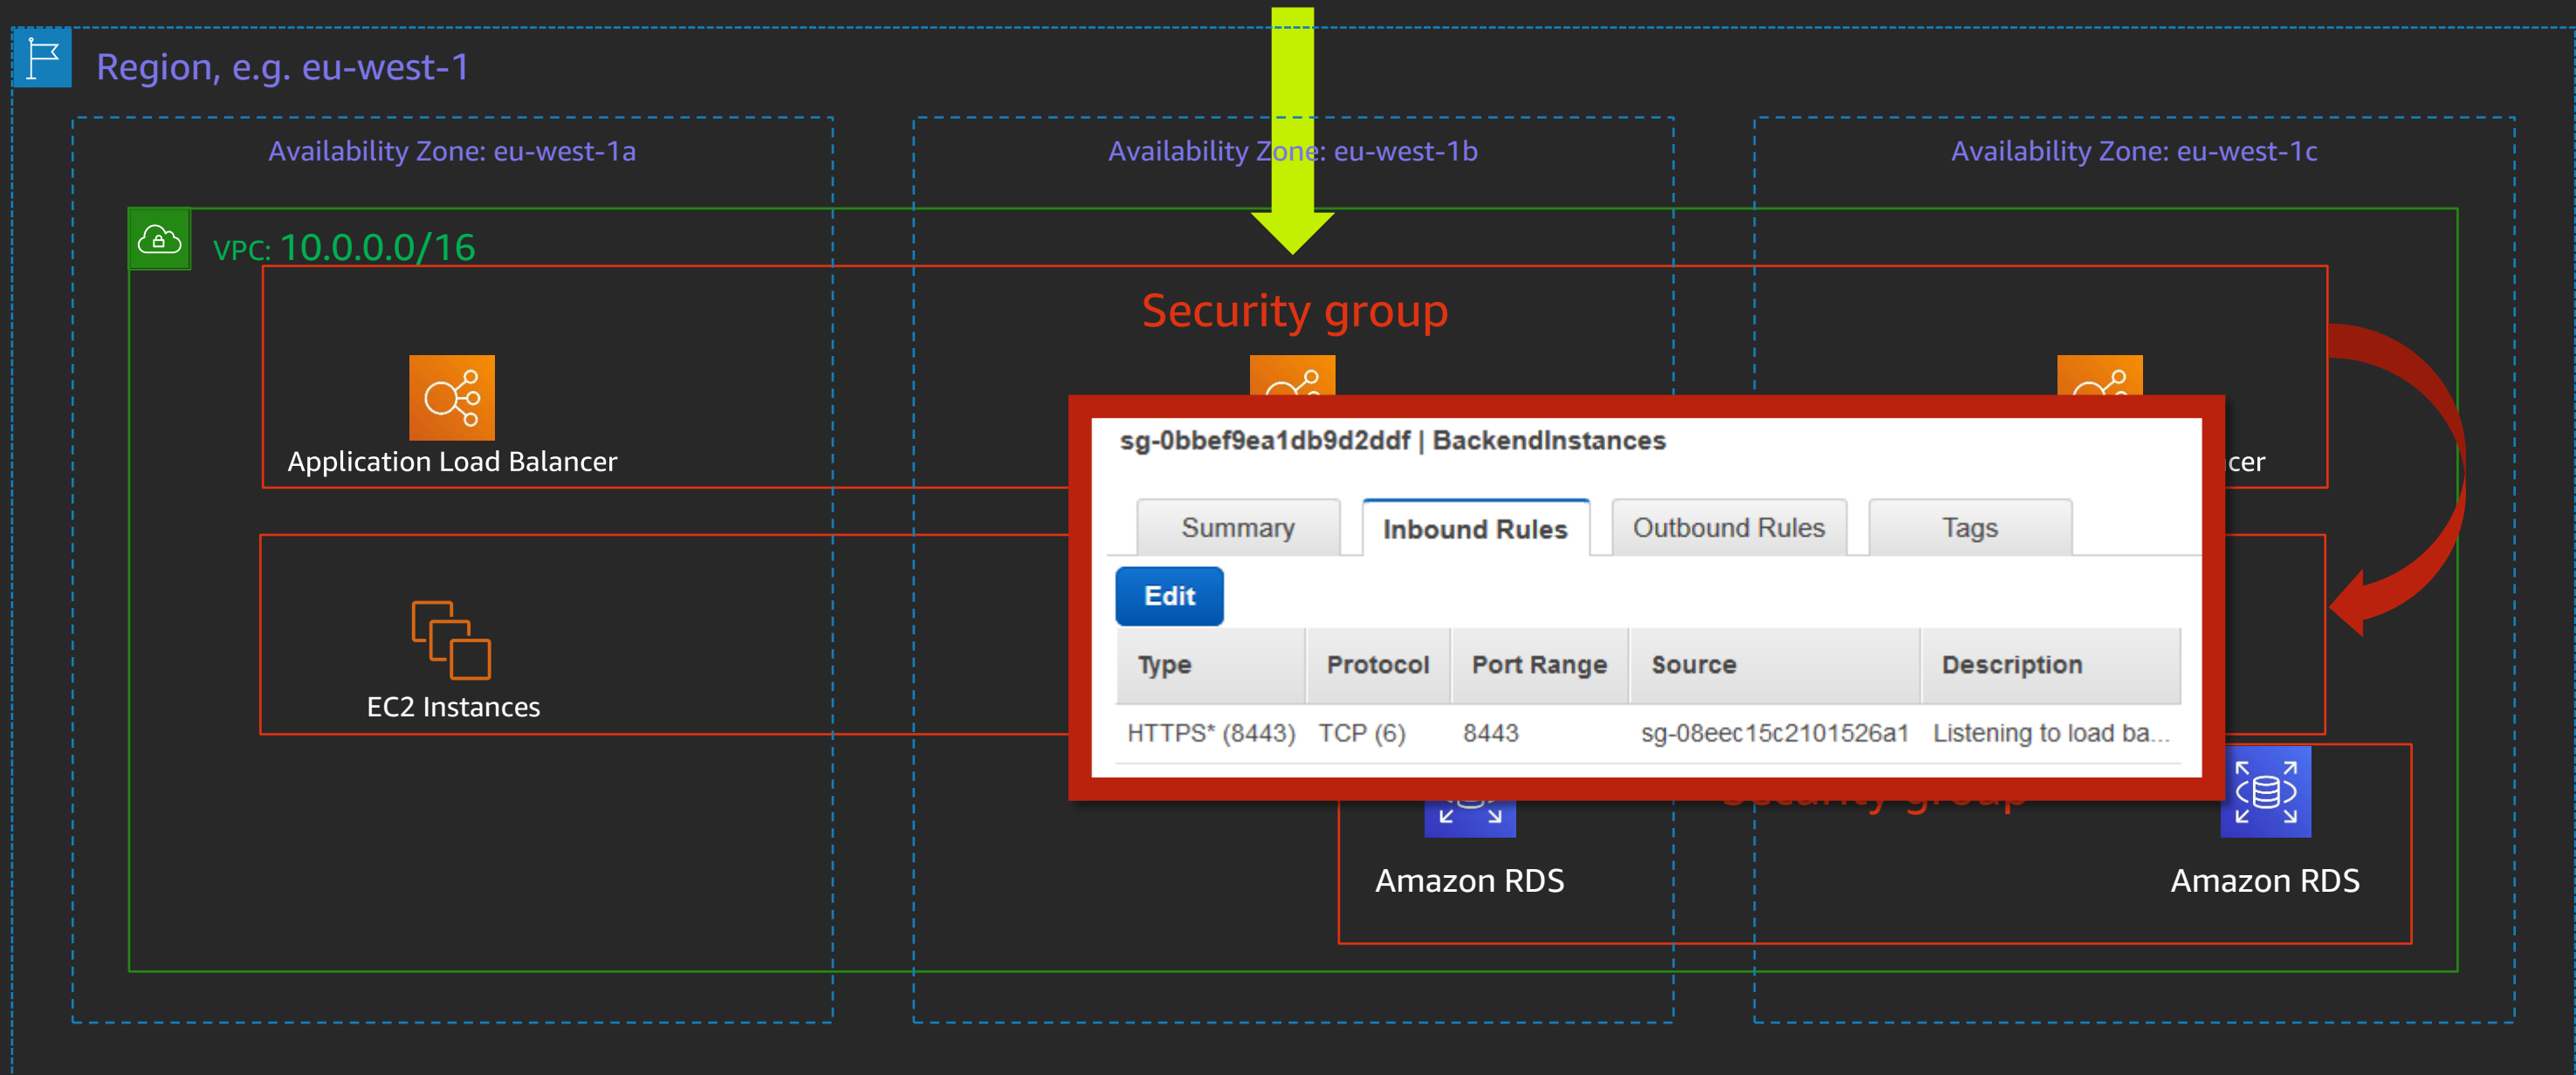 Region, e.g. eu-west-1
Availability Zone: eu-west-1a
Availability Zone: eu-west-1b
Availability Zone: eu-west-1c
VPC: 10.0.0.0/16
Security group
Application Load Balancer
cer
sg-0bbef9ea1db9d2ddf | BackendInstances
Summary
Inbound Rules
Outbound Rules
Tags
Edit
Type Protocol Port Range Source Description
HTTPS* (8443) TCP (6) 8443 sg-08eec15c2101526a1 Listening to load ba...
EC2 Instances
Security group
Amazon RDS
Amazon RDS